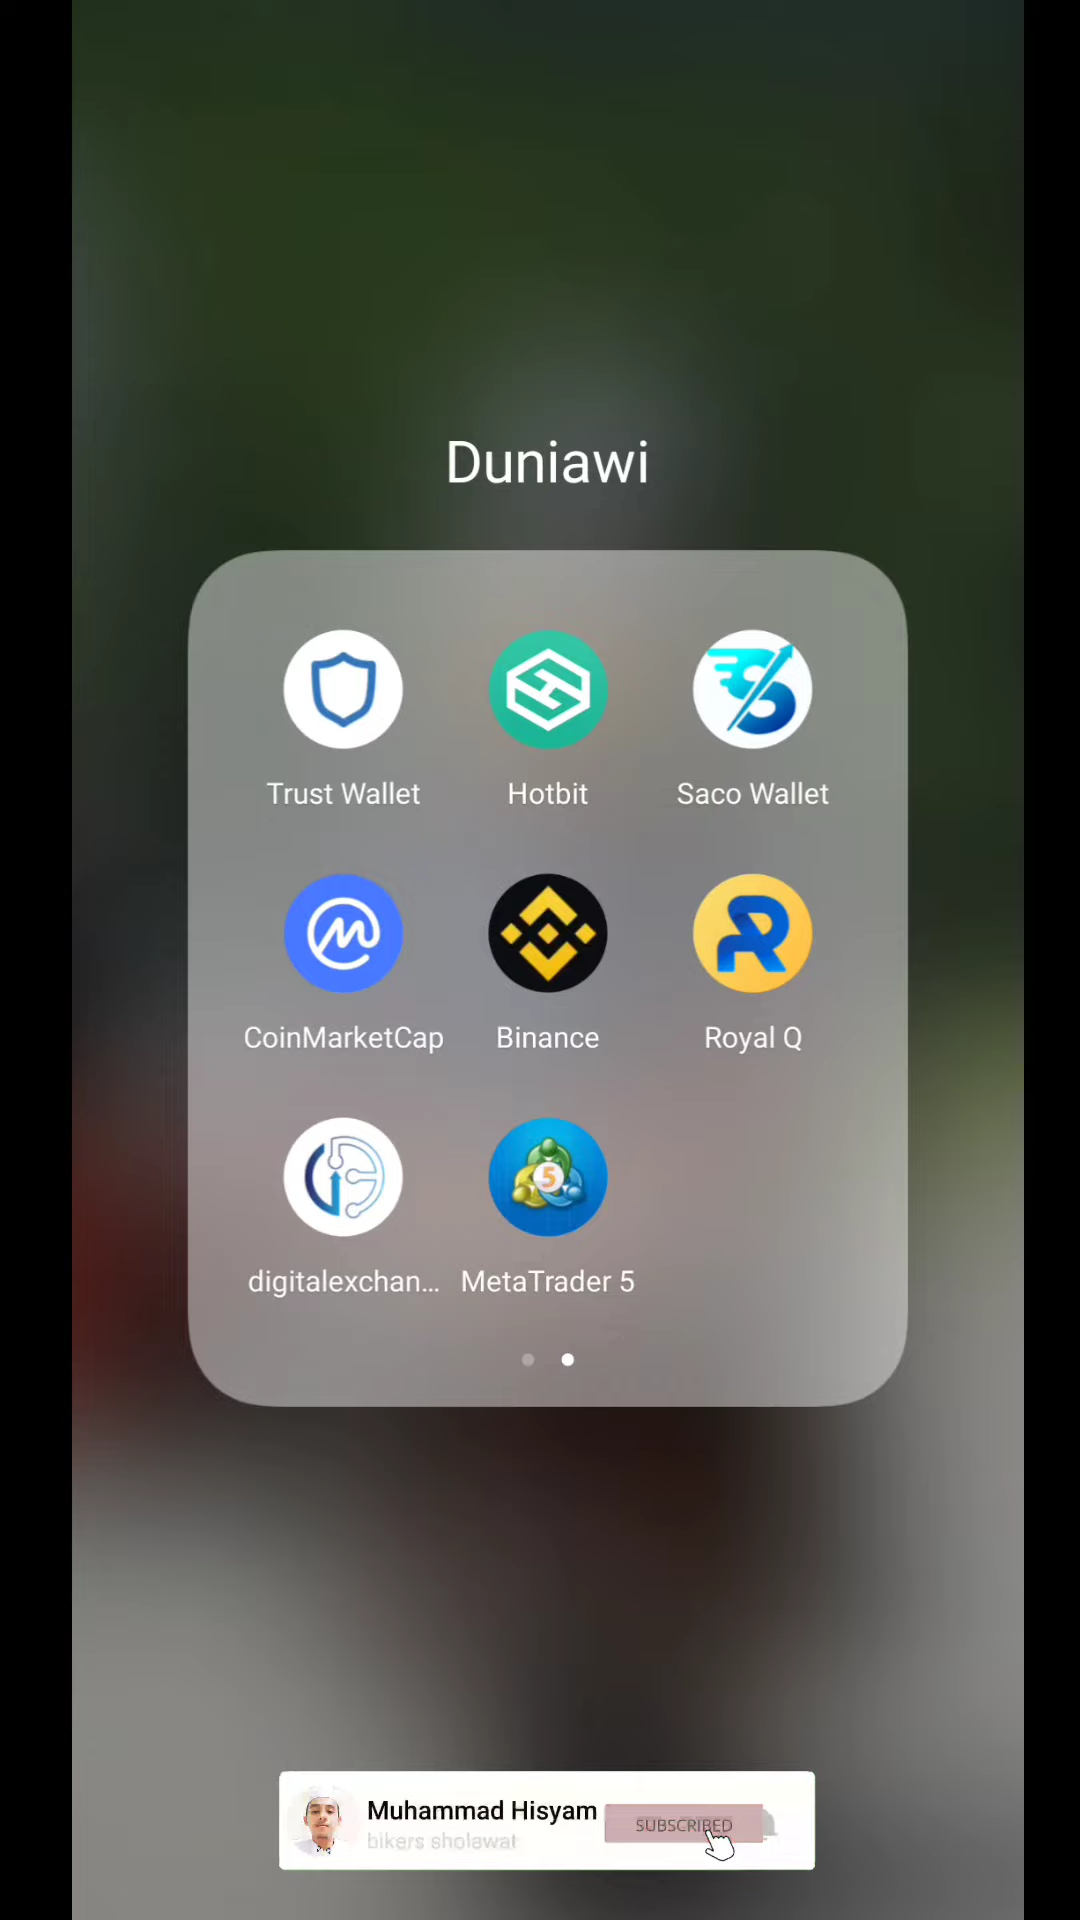 Duniawi
Trust Wallet
Hotbit
Saco Wallet
CoinMarketCap
Binance
Royal Q
digitalexchan...
MetaTrader 5
Muhammad Hisyam
bikers sholawat
SUBSCRIBED